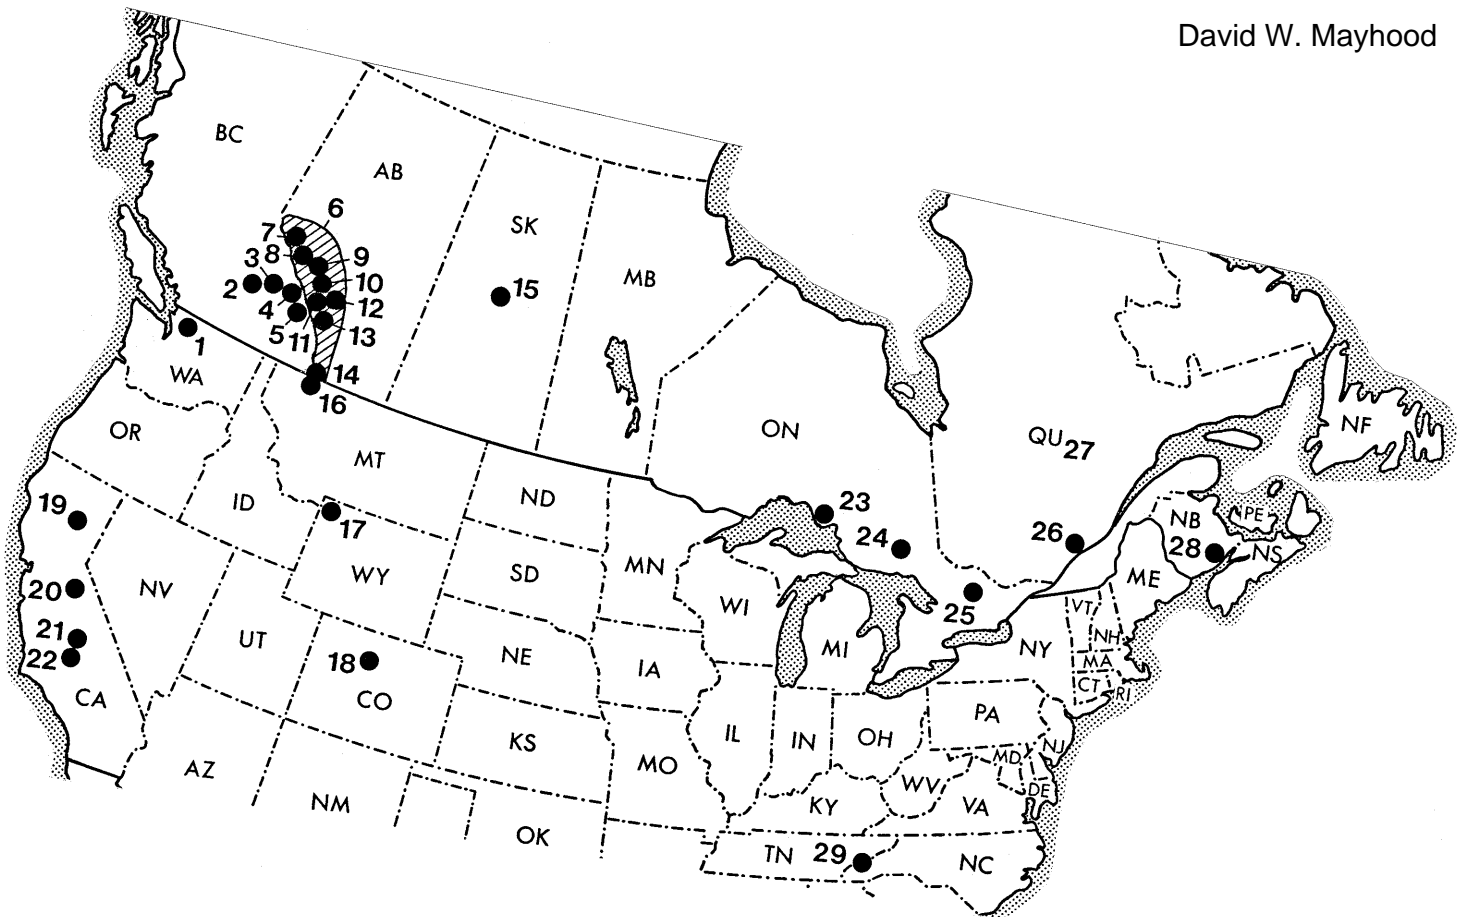 David W. Mayhood
BC
AB
6
SK
7
8
9
3
10
MB
2
15
4
12
5
11
13
1
14
WA
16
OR
ON
QU 27
NF
MT
ND
19
ID
17
23
NB
PE
24
26
28
NS
WY
SD
MN
ME
20
NV
WI
25
VT
21
UT
NE
NH
22
18
IA
MI
NY
MA
CA
CO
CT
RI
PA
KS
IL
IN
OH
NJ
AZ
MO
MD
WV
DE
NM
KY
VA
OK
TN
29
NC